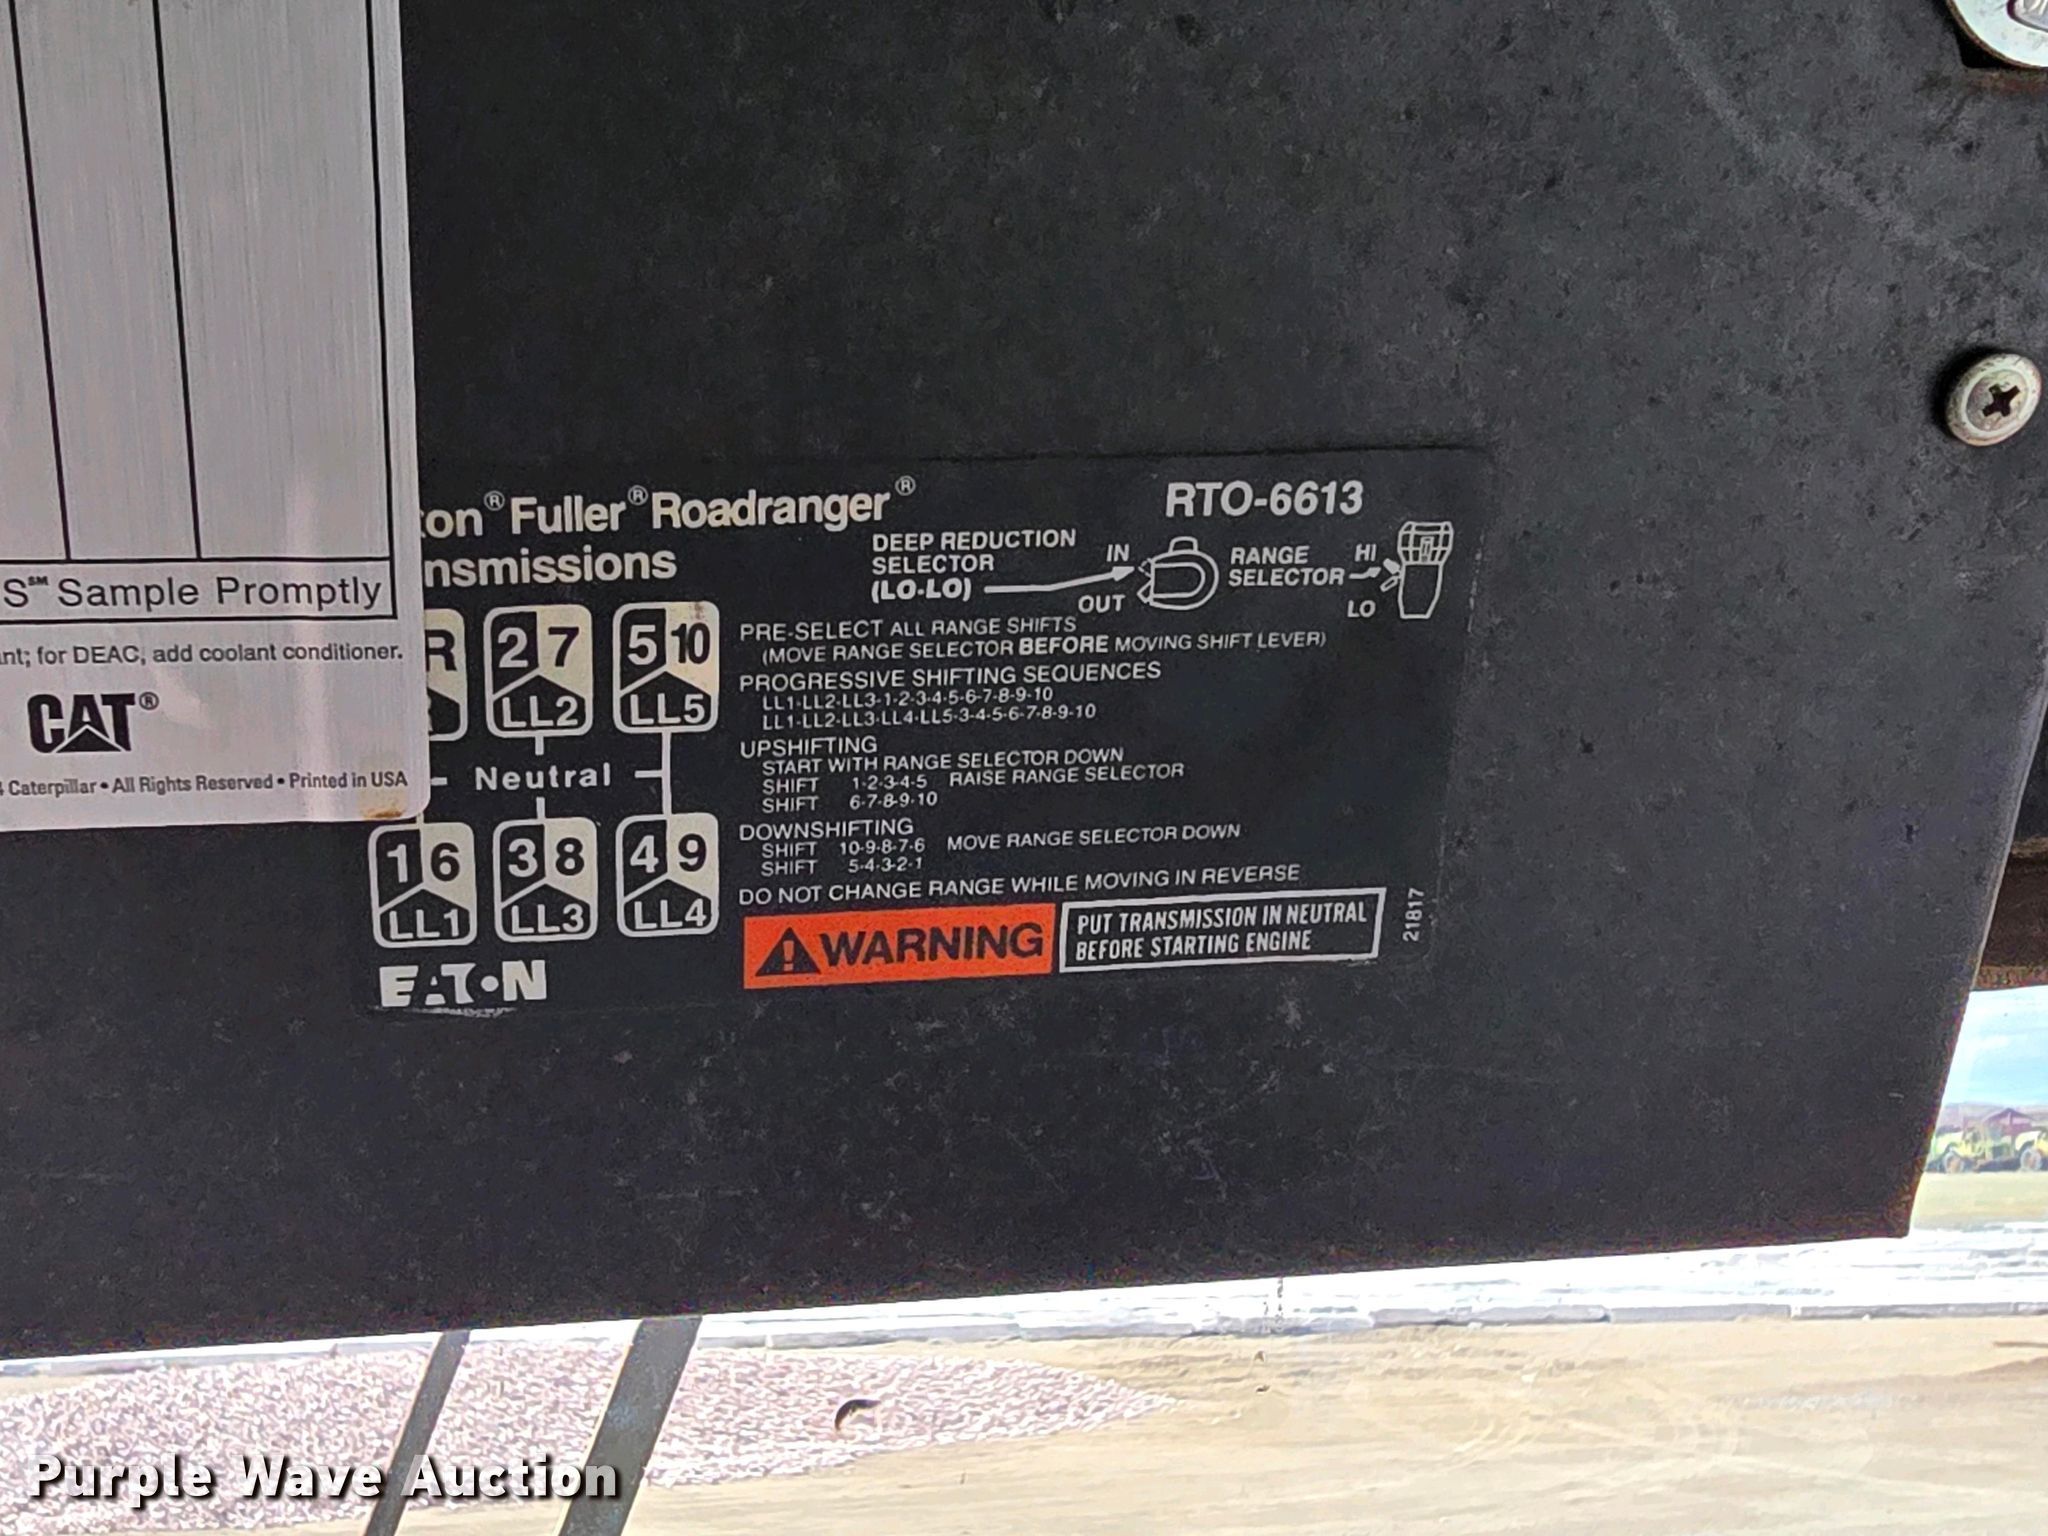 S℠ Sample Promptly
nt; for DEAC, add coolant conditioner.
CAT®
Caterpillar • All Rights Reserved • Printed in USA
ton® Fuller® Roadranger®
nsmissions
RTO-6613
DEEP REDUCTION
SELECTOR
(LO-LO)
IN
OUT
RANGE
SELECTOR
HI
LO
R 2 7 5 10
R LL2 LL5
Neutral
1 6 3 8 4 9
LL1 LL3 LL4
EATON
PRE-SELECT ALL RANGE SHIFTS
(MOVE RANGE SELECTOR BEFORE MOVING SHIFT LEVER)
PROGRESSIVE SHIFTING SEQUENCES
LL1-LL2-LL3-1-2-3-4-5-6-7-8-9-10
LL1-LL2-LL3-LL4-LL5-3-4-5-6-7-8-9-10
UPSHIFTING
START WITH RANGE SELECTOR DOWN
SHIFT 1-2-3-4-5 RAISE RANGE SELECTOR
SHIFT 6-7-8-9-10
DOWNSHIFTING
SHIFT 10-9-8-7-6 MOVE RANGE SELECTOR DOWN
SHIFT 5-4-3-2-1
DO NOT CHANGE RANGE WHILE MOVING IN REVERSE
WARNING
PUT TRANSMISSION IN NEUTRAL
BEFORE STARTING ENGINE
21817
Purple Wave Auction